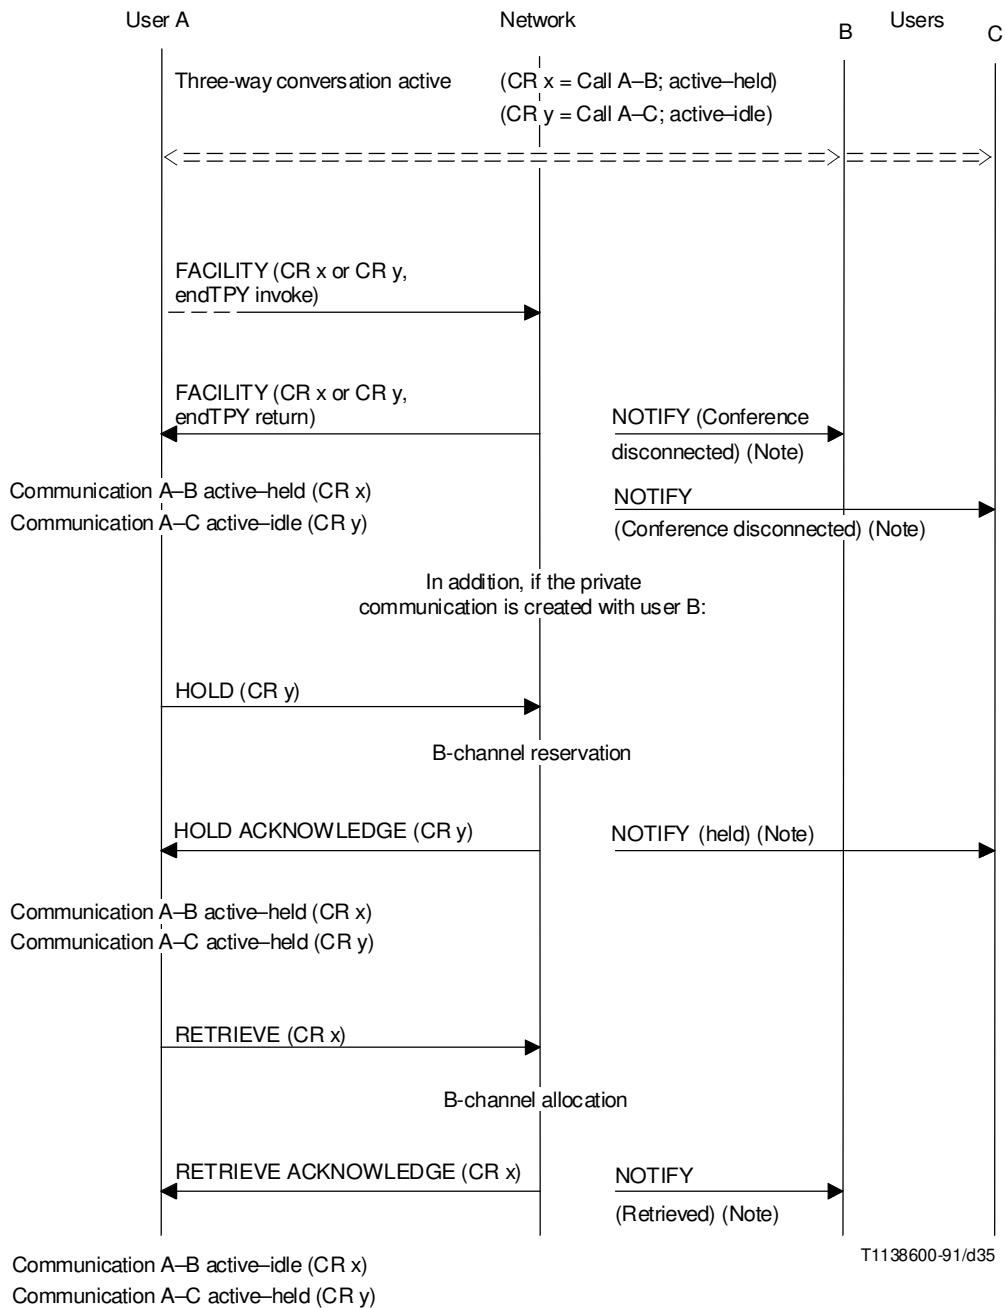 User A
Network
Users
B
C
Three-way conversation active
(CR x = Call A–B; active–held)
(CR y = Call A–C; active–idle)
FACILITY (CR x or CR y,
endTPY invoke)
FACILITY (CR x or CR y,
endTPY return)
NOTIFY (Conference
disconnected) (Note)
Communication A–B active–held (CR x)
Communication A–C active–idle (CR y)
NOTIFY
(Conference disconnected) (Note)
In addition, if the private
communication is created with user B:
HOLD (CR y)
B-channel reservation
HOLD ACKNOWLEDGE (CR y)
NOTIFY (held) (Note)
Communication A–B active–held (CR x)
Communication A–C active–held (CR y)
RETRIEVE (CR x)
B-channel allocation
RETRIEVE ACKNOWLEDGE (CR x)
NOTIFY
(Retrieved) (Note)
T1138600-91/d35
Communication A–B active–idle (CR x)
Communication A–C active–held (CR y)